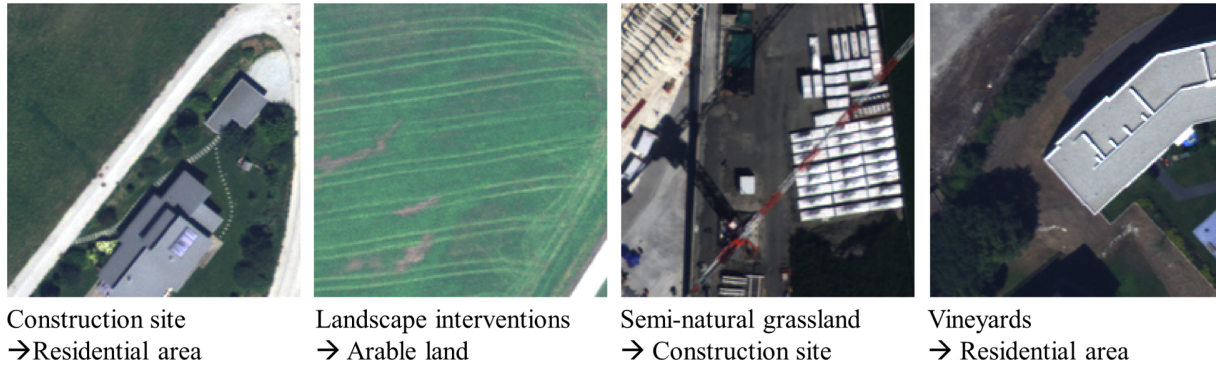 Construction site
→Residential area
Landscape interventions
→ Arable land
Semi-natural grassland
→ Construction site
Vineyards
→ Residential area